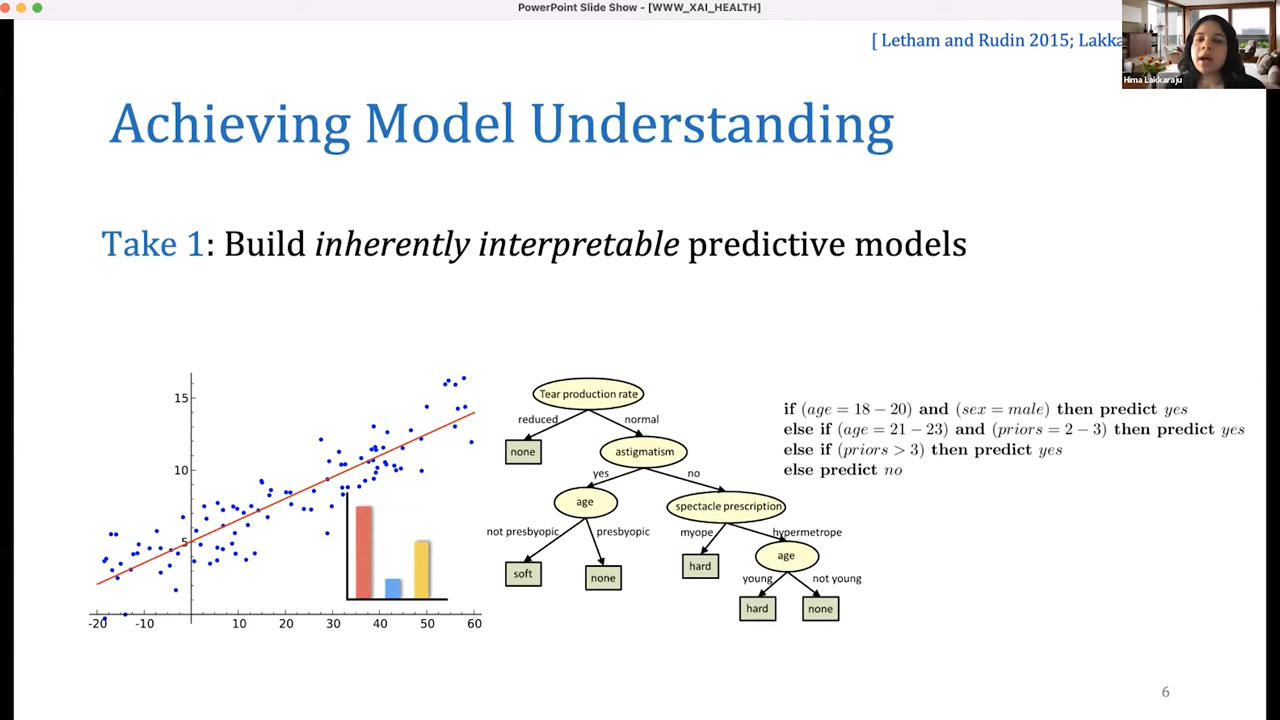 PowerPoint Slide Show - [WWW_XAI_HEALTH]
[ Letham and Rudin 2015;
Hima Lakkaraju
Achieving Model Understanding
Take 1: Build inherently interpretable predictive models
15
10
5
-20 -10 10 20 30 40 50 60
Tear production rate
reduced normal
none astigmatism
yes no
age spectacle prescription
not presbyopic presbyopic myope hypermetrope
soft none hard age
young not young
hard none
if (age = 18 − 20) and (sex = male) then predict yes
else if (age = 21 − 23) and (priors = 2 − 3) then predict yes
else if (priors > 3) then predict yes
else predict no
6